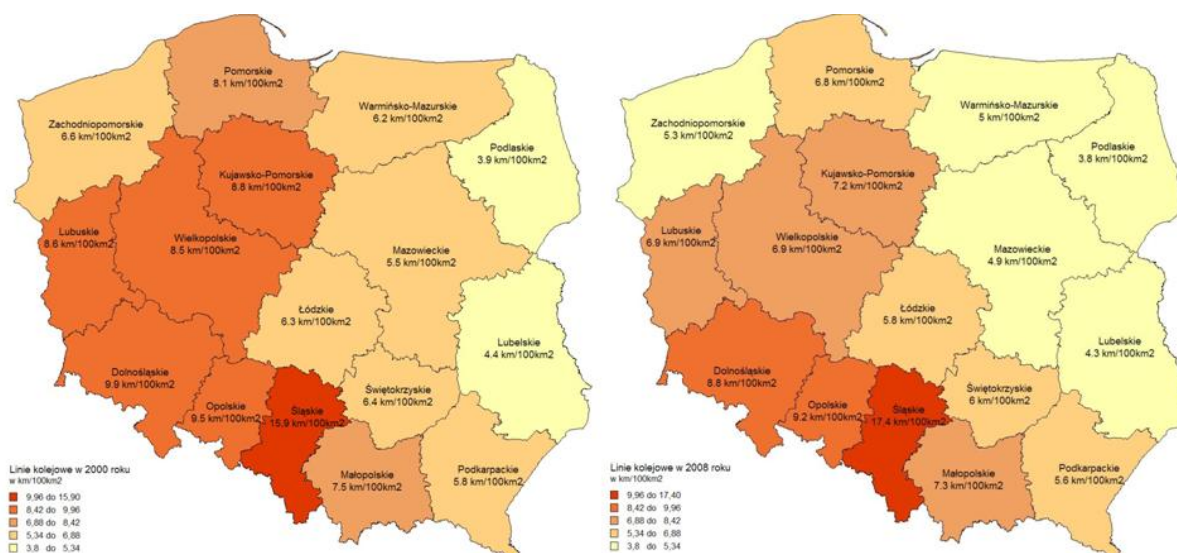 Pomorskie
8.1 km/100km2
Zachodniopomorskie
6.6 km/100km2
Warmińsko-Mazurskie
6.2 km/100km2
Podlaskie
3.9 km/100km2
Kujawsko-Pomorskie
8.8 km/100km2
Lubuskie
8.6 km/100km2
Wielkopolskie
8.5 km/100km2
Mazowieckie
5.5 km/100km2
Łódzkie
6.3 km/100km2
Lubelskie
4.4 km/100km2
Dolnośląskie
9.9 km/100km2
Opolskie
9.5 km/100km2
Śląskie
15.9 km/100km2
Świętokrzyskie
6.4 km/100km2
Małopolskie
7.5 km/100km2
Podkarpackie
5.8 km/100km2
Linie kolejowe w 2000 roku
w km/100km2
9,96 do 15,90
8,42 do 9,96
6,88 do 8,42
5,34 do 6,88
3,8 do 5,34
Pomorskie
6.8 km/100km2
Zachodniopomorskie
5.3 km/100km2
Warmińsko-Mazurskie
5 km/100km2
Podlaskie
3.8 km/100km2
Kujawsko-Pomorskie
7.2 km/100km2
Lubuskie
6.9 km/100km2
Wielkopolskie
6.9 km/100km2
Mazowieckie
4.9 km/100km2
Łódzkie
5.8 km/100km2
Lubelskie
4.3 km/100km2
Dolnośląskie
8.8 km/100km2
Opolskie
9.2 km/100km2
Śląskie
17.4 km/100km2
Świętokrzyskie
6 km/100km2
Małopolskie
7.3 km/100km2
Podkarpackie
5.6 km/100km2
Linie kolejowe w 2008 roku
w km/100km2
9,96 do 17,40
8,42 do 9,96
6,88 do 8,42
5,34 do 6,88
3,8 do 5,34